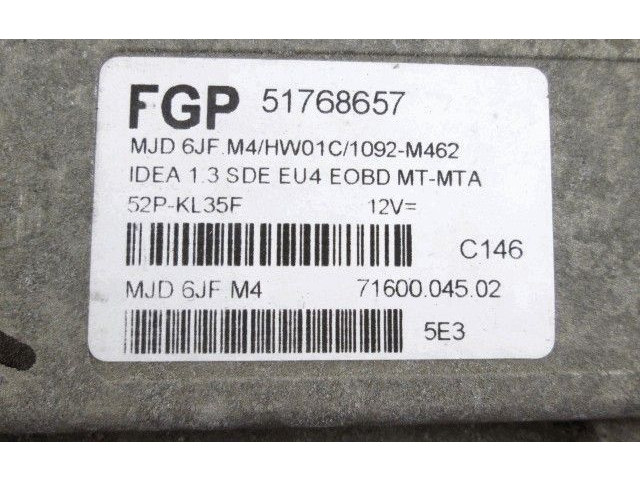 FGP 51768657
MJD 6JF.M4/HW01C/1092-M462
IDEA 1.3 SDE EU4 EOBD MT-MTA
52P-KL35F 12V=
C146
MJD 6JF M4 71600.045.02
5E3